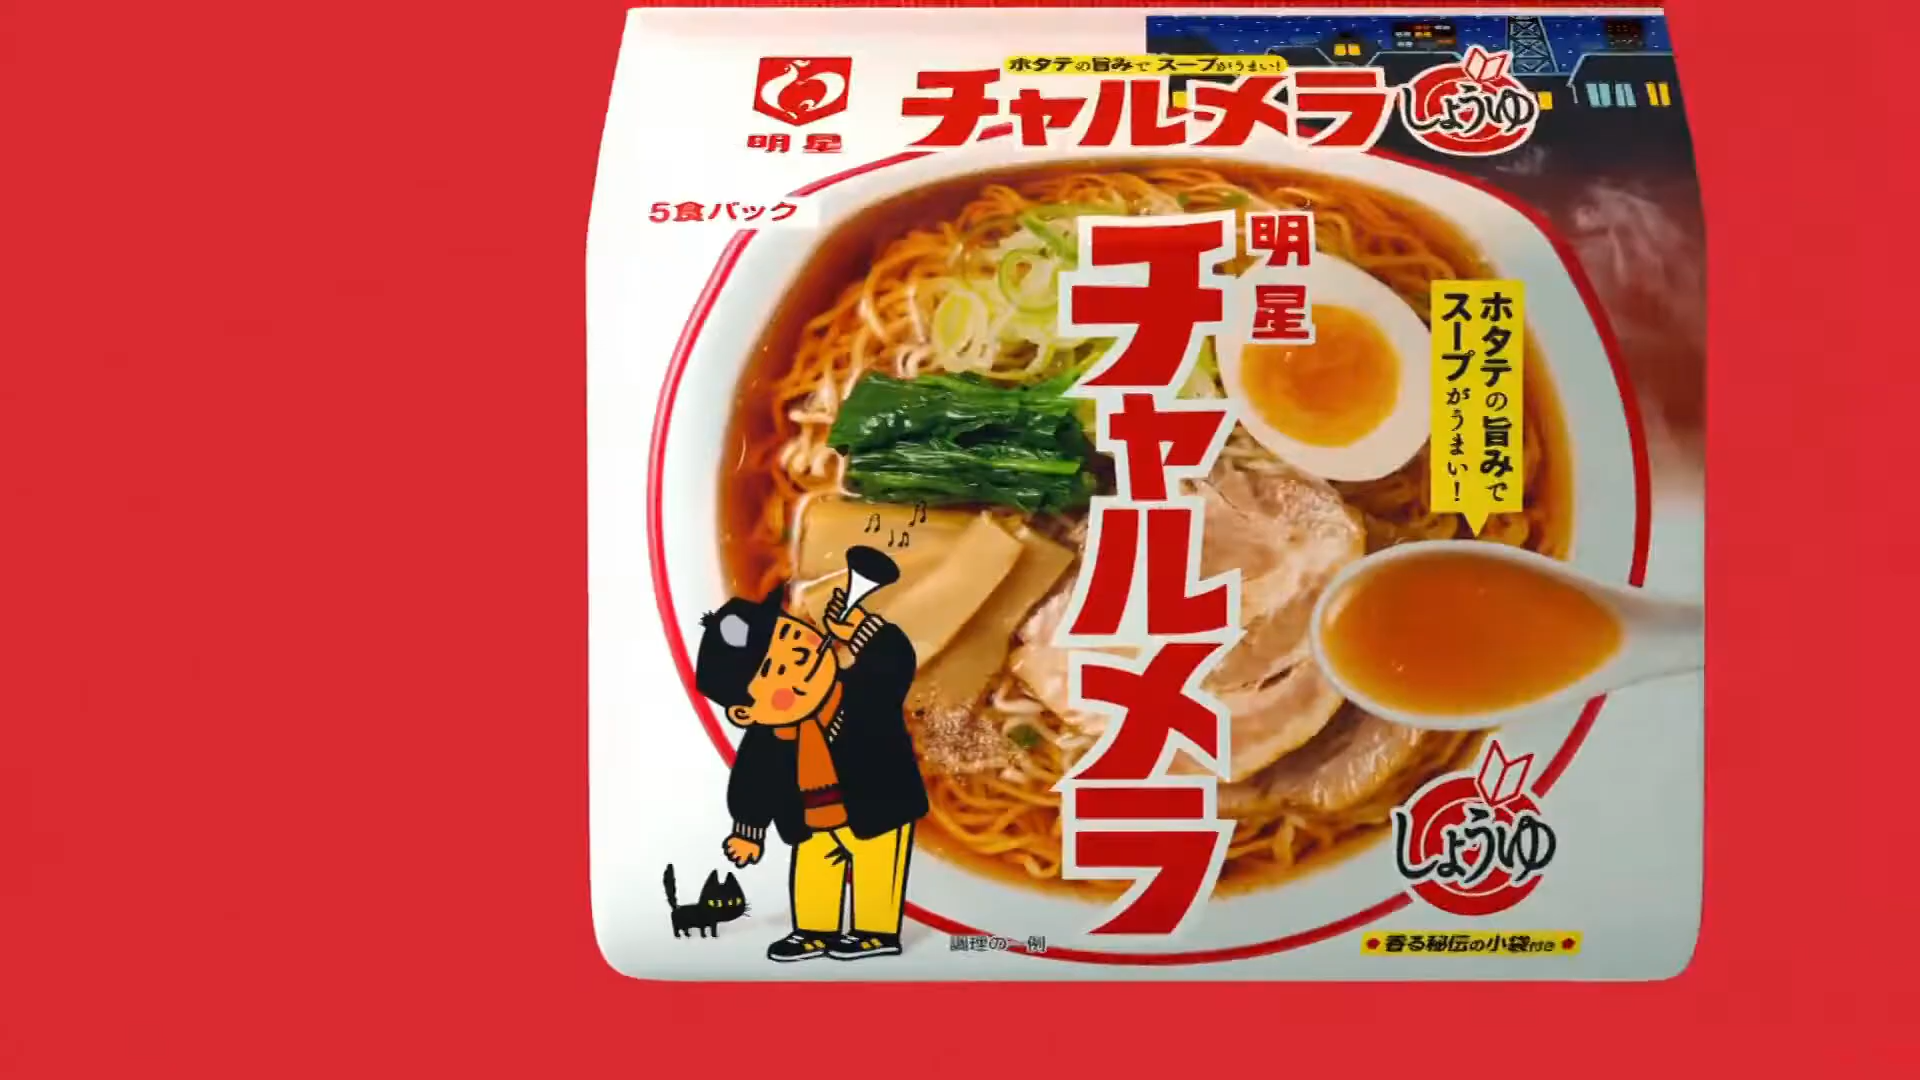 ホタテの旨みで スープがうまい!
チャルメラ
しょうゆ
明星
5食パック
明星
チャルメラ
ホタテの旨みで
スープがうまい!
しょうゆ
調理の一例
香る秘伝の小袋付き